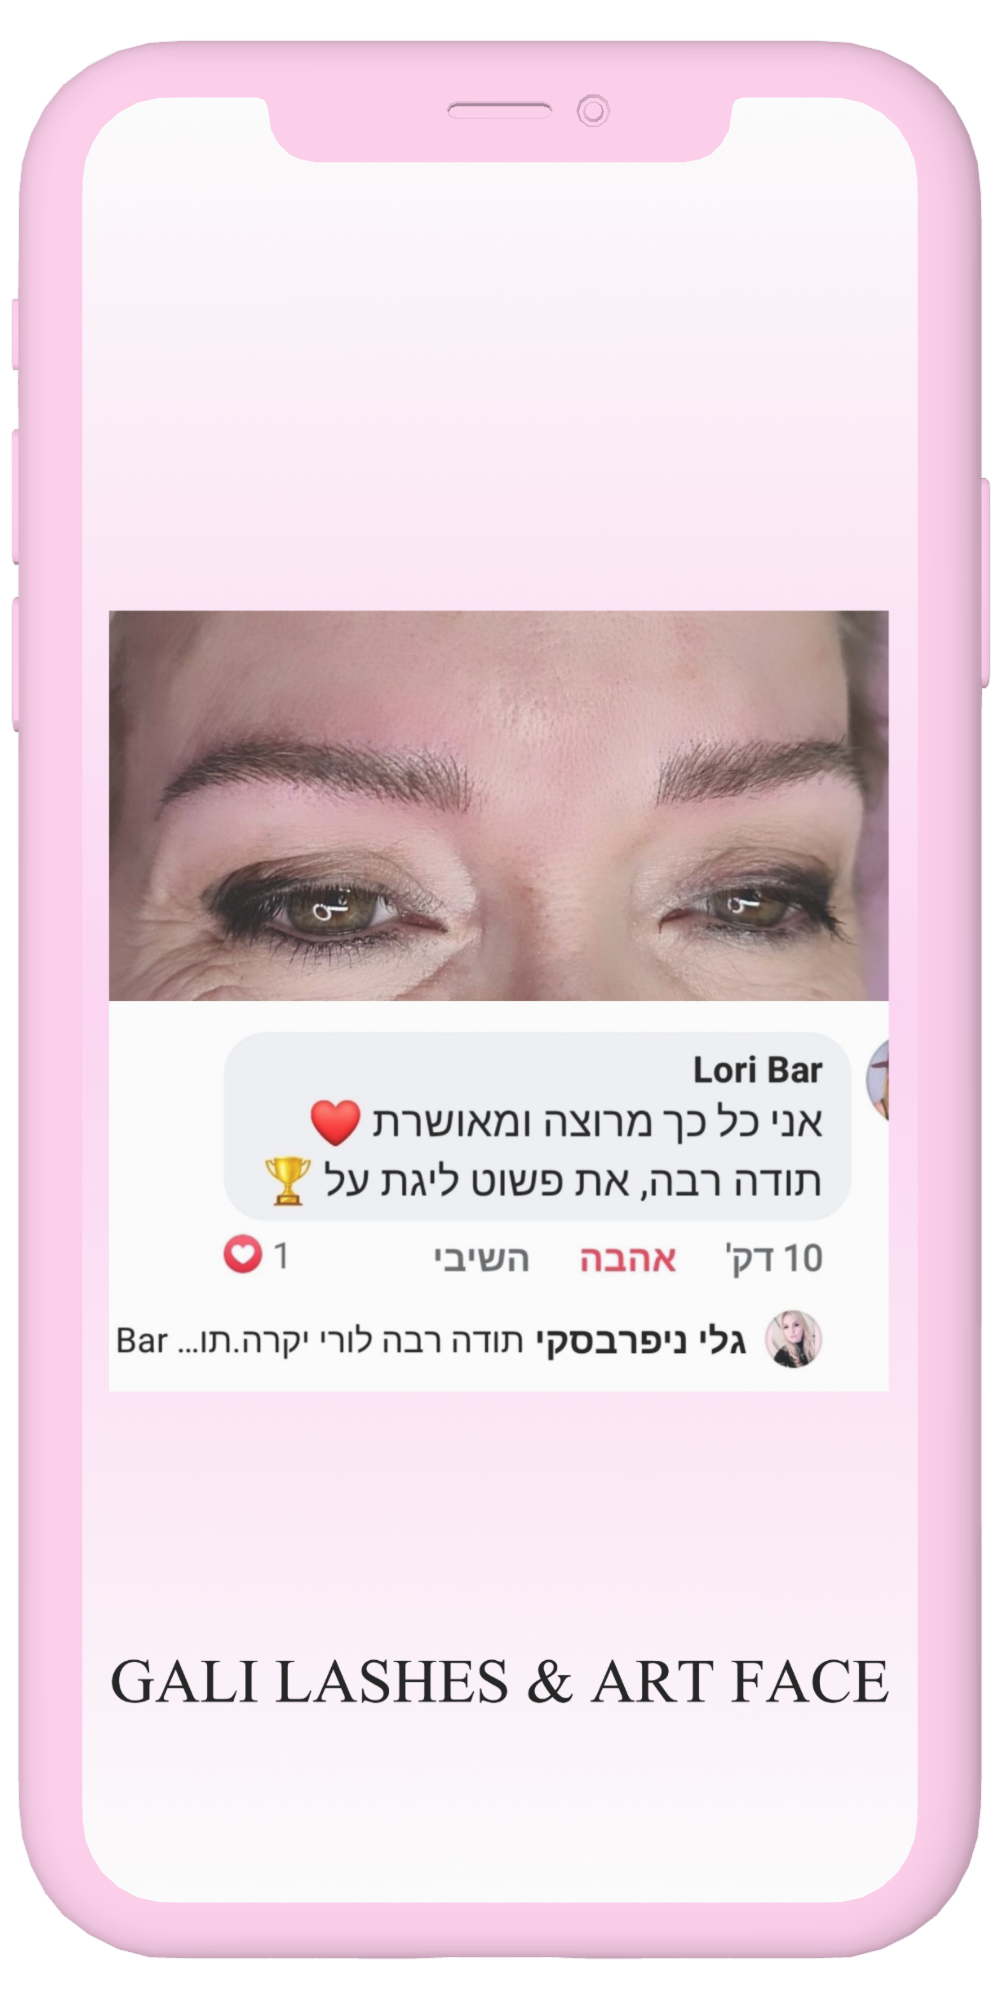 Lori Bar
אני כל כך מרוצה ומאושרת ❤️
תודה רבה, את פשוט ליגת על 🏆
10 דק' אהבה השיבי 1
גלי ניפרבסקי תודה רבה לורי יקרה.תו... Bar
GALI LASHES & ART FACE